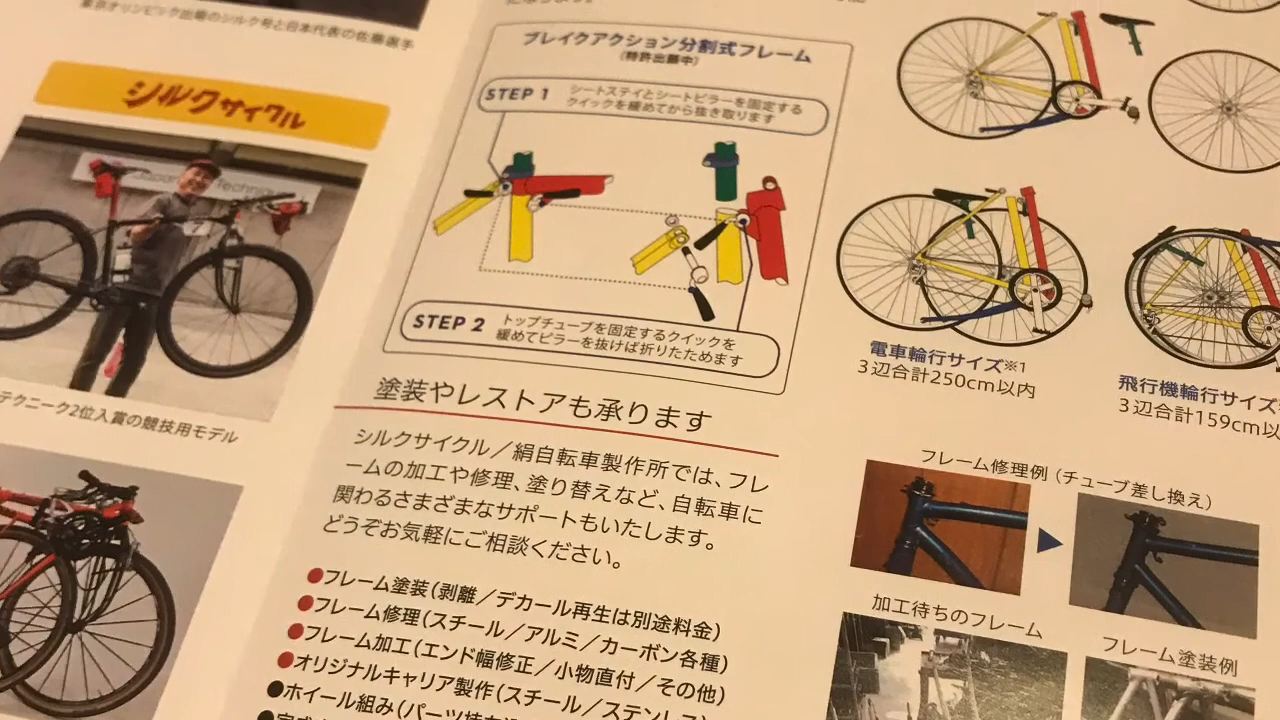 東京オリンピック出場のシルク号と日本代表の佐藤選手
シルクサイクル
テクニーク2位入賞の競技用モデル
ブレイクアクション分割式フレーム
(特許出願中)
STEP 1
シートステイとシートピラーを固定する
クイックを緩めてから抜き取ります
STEP 2
トップチューブを固定するクイックを
緩めてピラーを抜けば折りたためます
塗装やレストアも承ります
シルクサイクル／絹自転車製作所では、フレ
ームの加工や修理、塗り替えなど、自転車に
関わるさまざまなサポートもいたします。
どうぞお気軽にご相談ください。
●フレーム塗装(剥離／デカール再生は別途料金)
●フレーム修理(スチール／アルミ／カーボン各種)
●フレーム加工(エンド幅修正／小物直付／その他)
●オリジナルキャリア製作(スチール／ステンレス)
●ホイール組み(パーツ持
電車輪行サイズ※1
3辺合計250cm以内
飛行機輪行サイズ
3辺合計159cm以
フレーム修理例(チューブ差し換え)
加工待ちのフレーム
フレーム塗装例